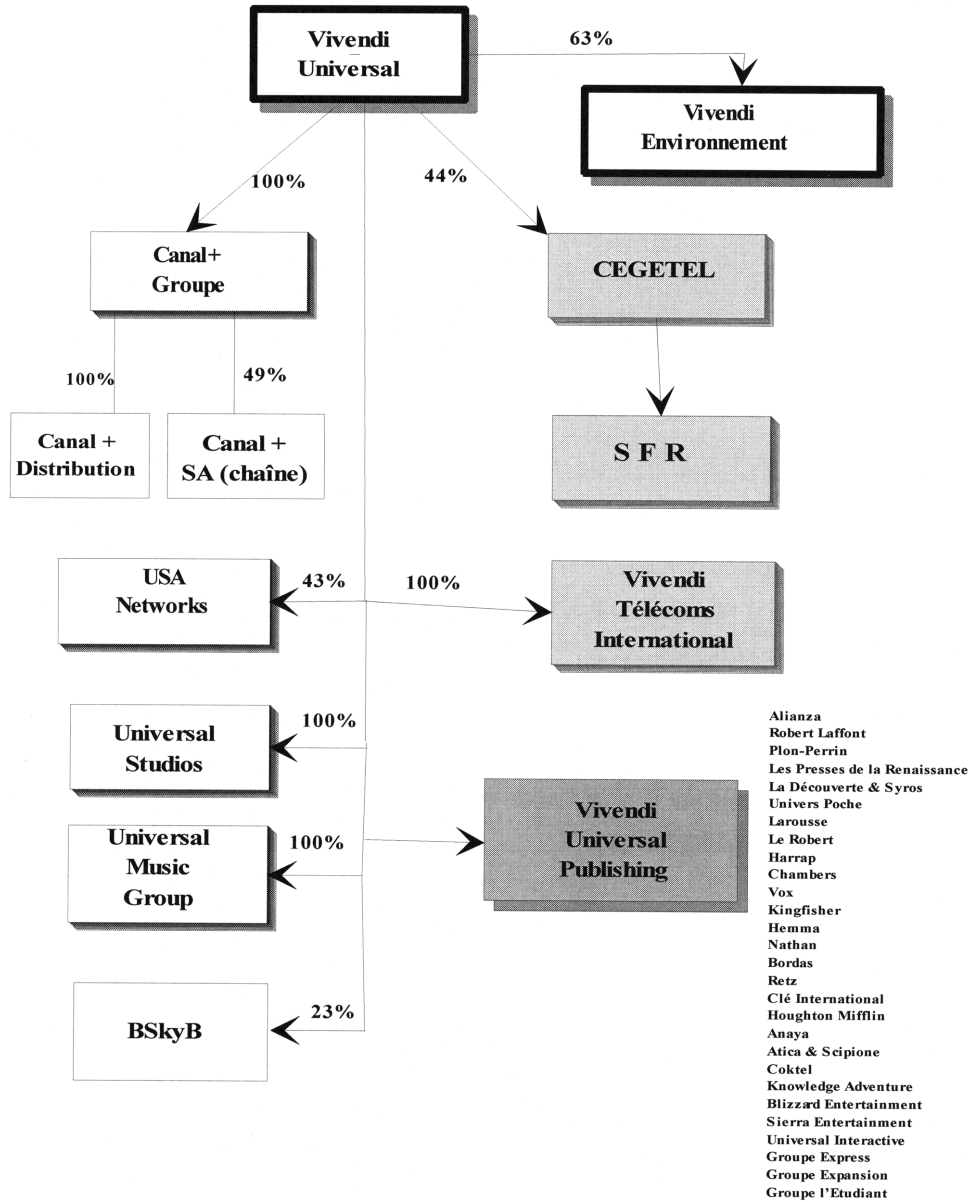 Vivendi
Universal
63%
Vivendi
Environnement
100%
44%
Canal+
Groupe
CEGETEL
100%
49%
Canal +
Distribution
Canal +
SA (chaîne)
S F R
USA
Networks
43%
100%
Vivendi
Télécoms
International
Universal
Studios
100%
Universal
Music
Group
100%
Vivendi
Universal
Publishing
BSkyB
23%
Alianza
Robert Laffont
Plon-Perrin
Les Presses de la Renaissance
La Découverte & Syros
Univers Poche
Larousse
Le Robert
Harrap
Chambers
Vox
Kingfisher
Hemma
Nathan
Bordas
Retz
Clé International
Houghton Mifflin
Anaya
Atica & Scipione
Coktel
Knowledge Adventure
Blizzard Entertainment
Sierra Entertainment
Universal Interactive
Groupe Express
Groupe Expansion
Groupe l'Etudiant